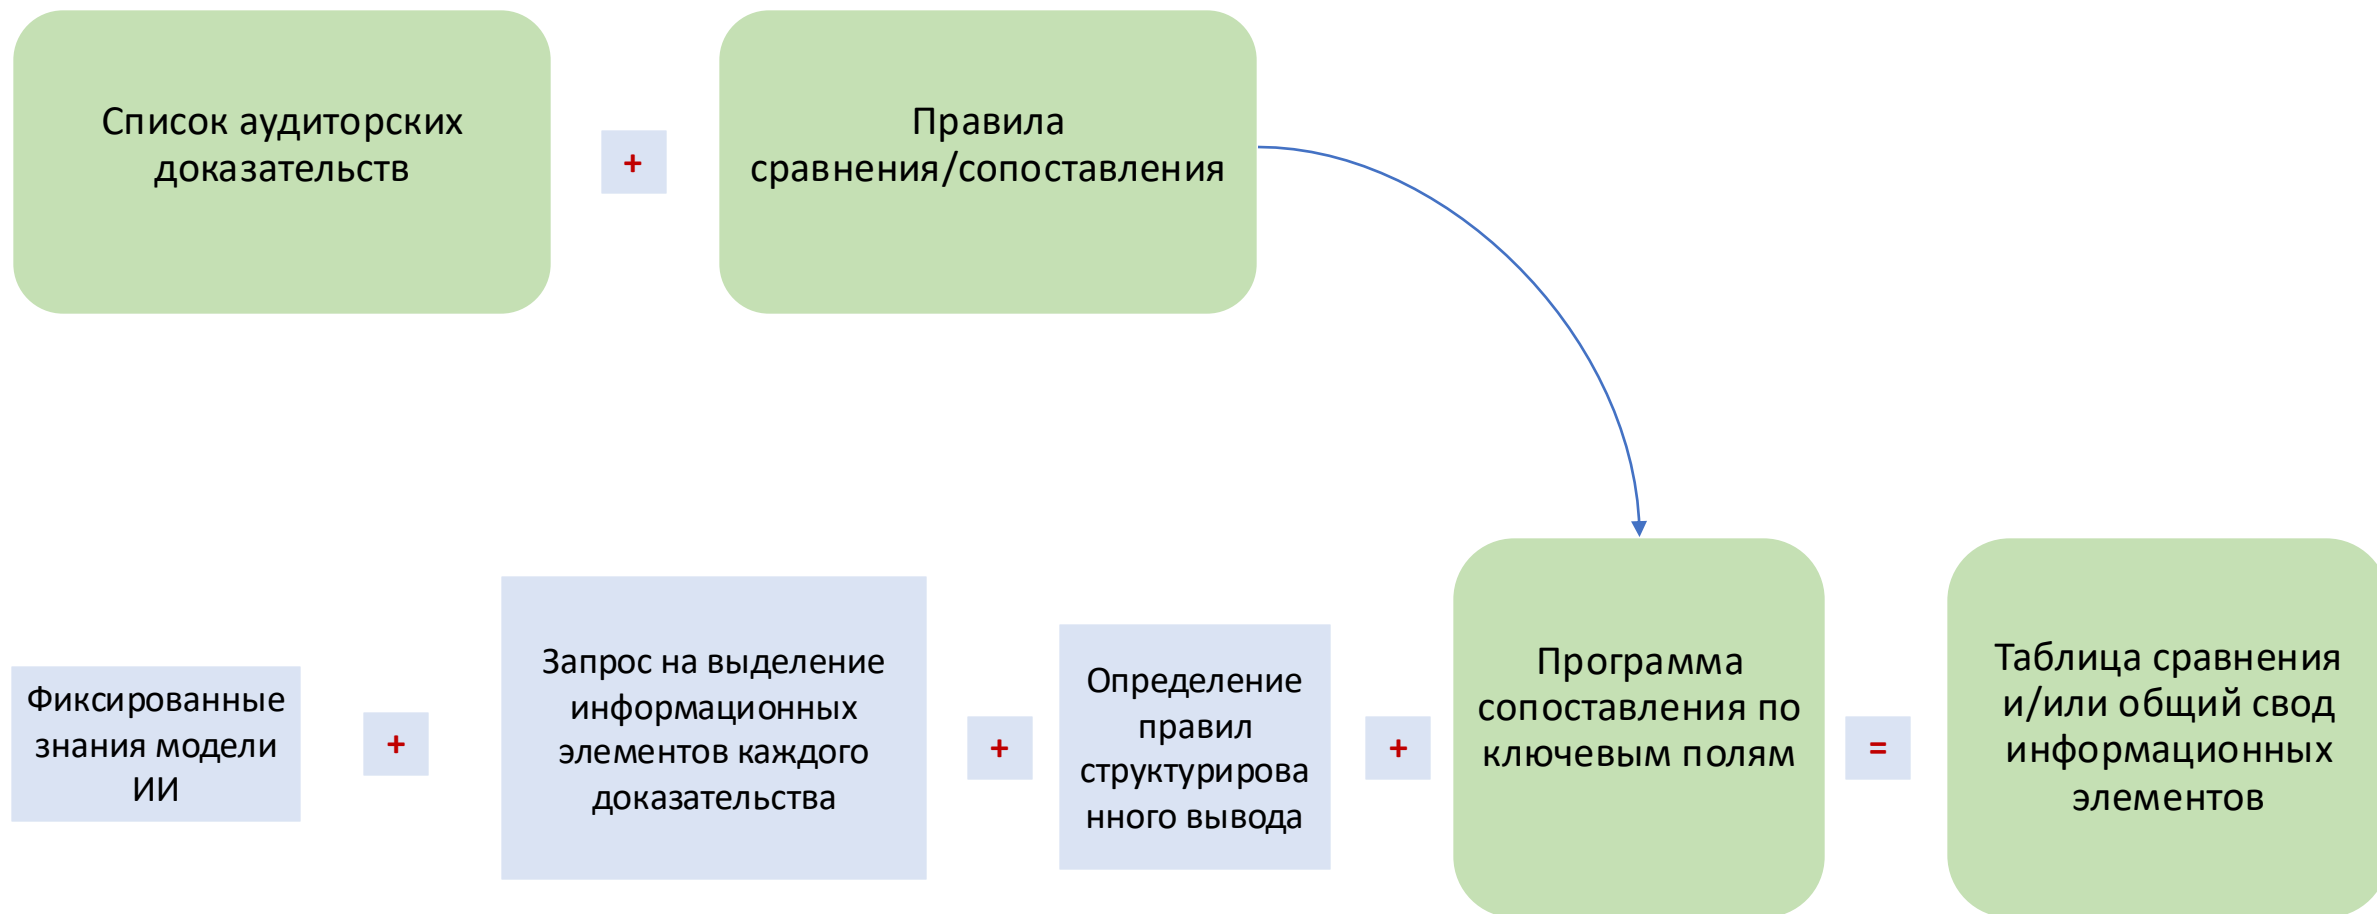 Список аудиторских
доказательств
+
Правила
сравнения/сопоставления
Фиксированные
знания модели
ИИ
+
Запрос на выделение
информационных
элементов каждого
доказательства
+
Определение
правил
структурирова
нного вывода
+
Программа
сопоставления по
ключевым полям
=
Таблица сравнения
и/или общий свод
информационных
элементов